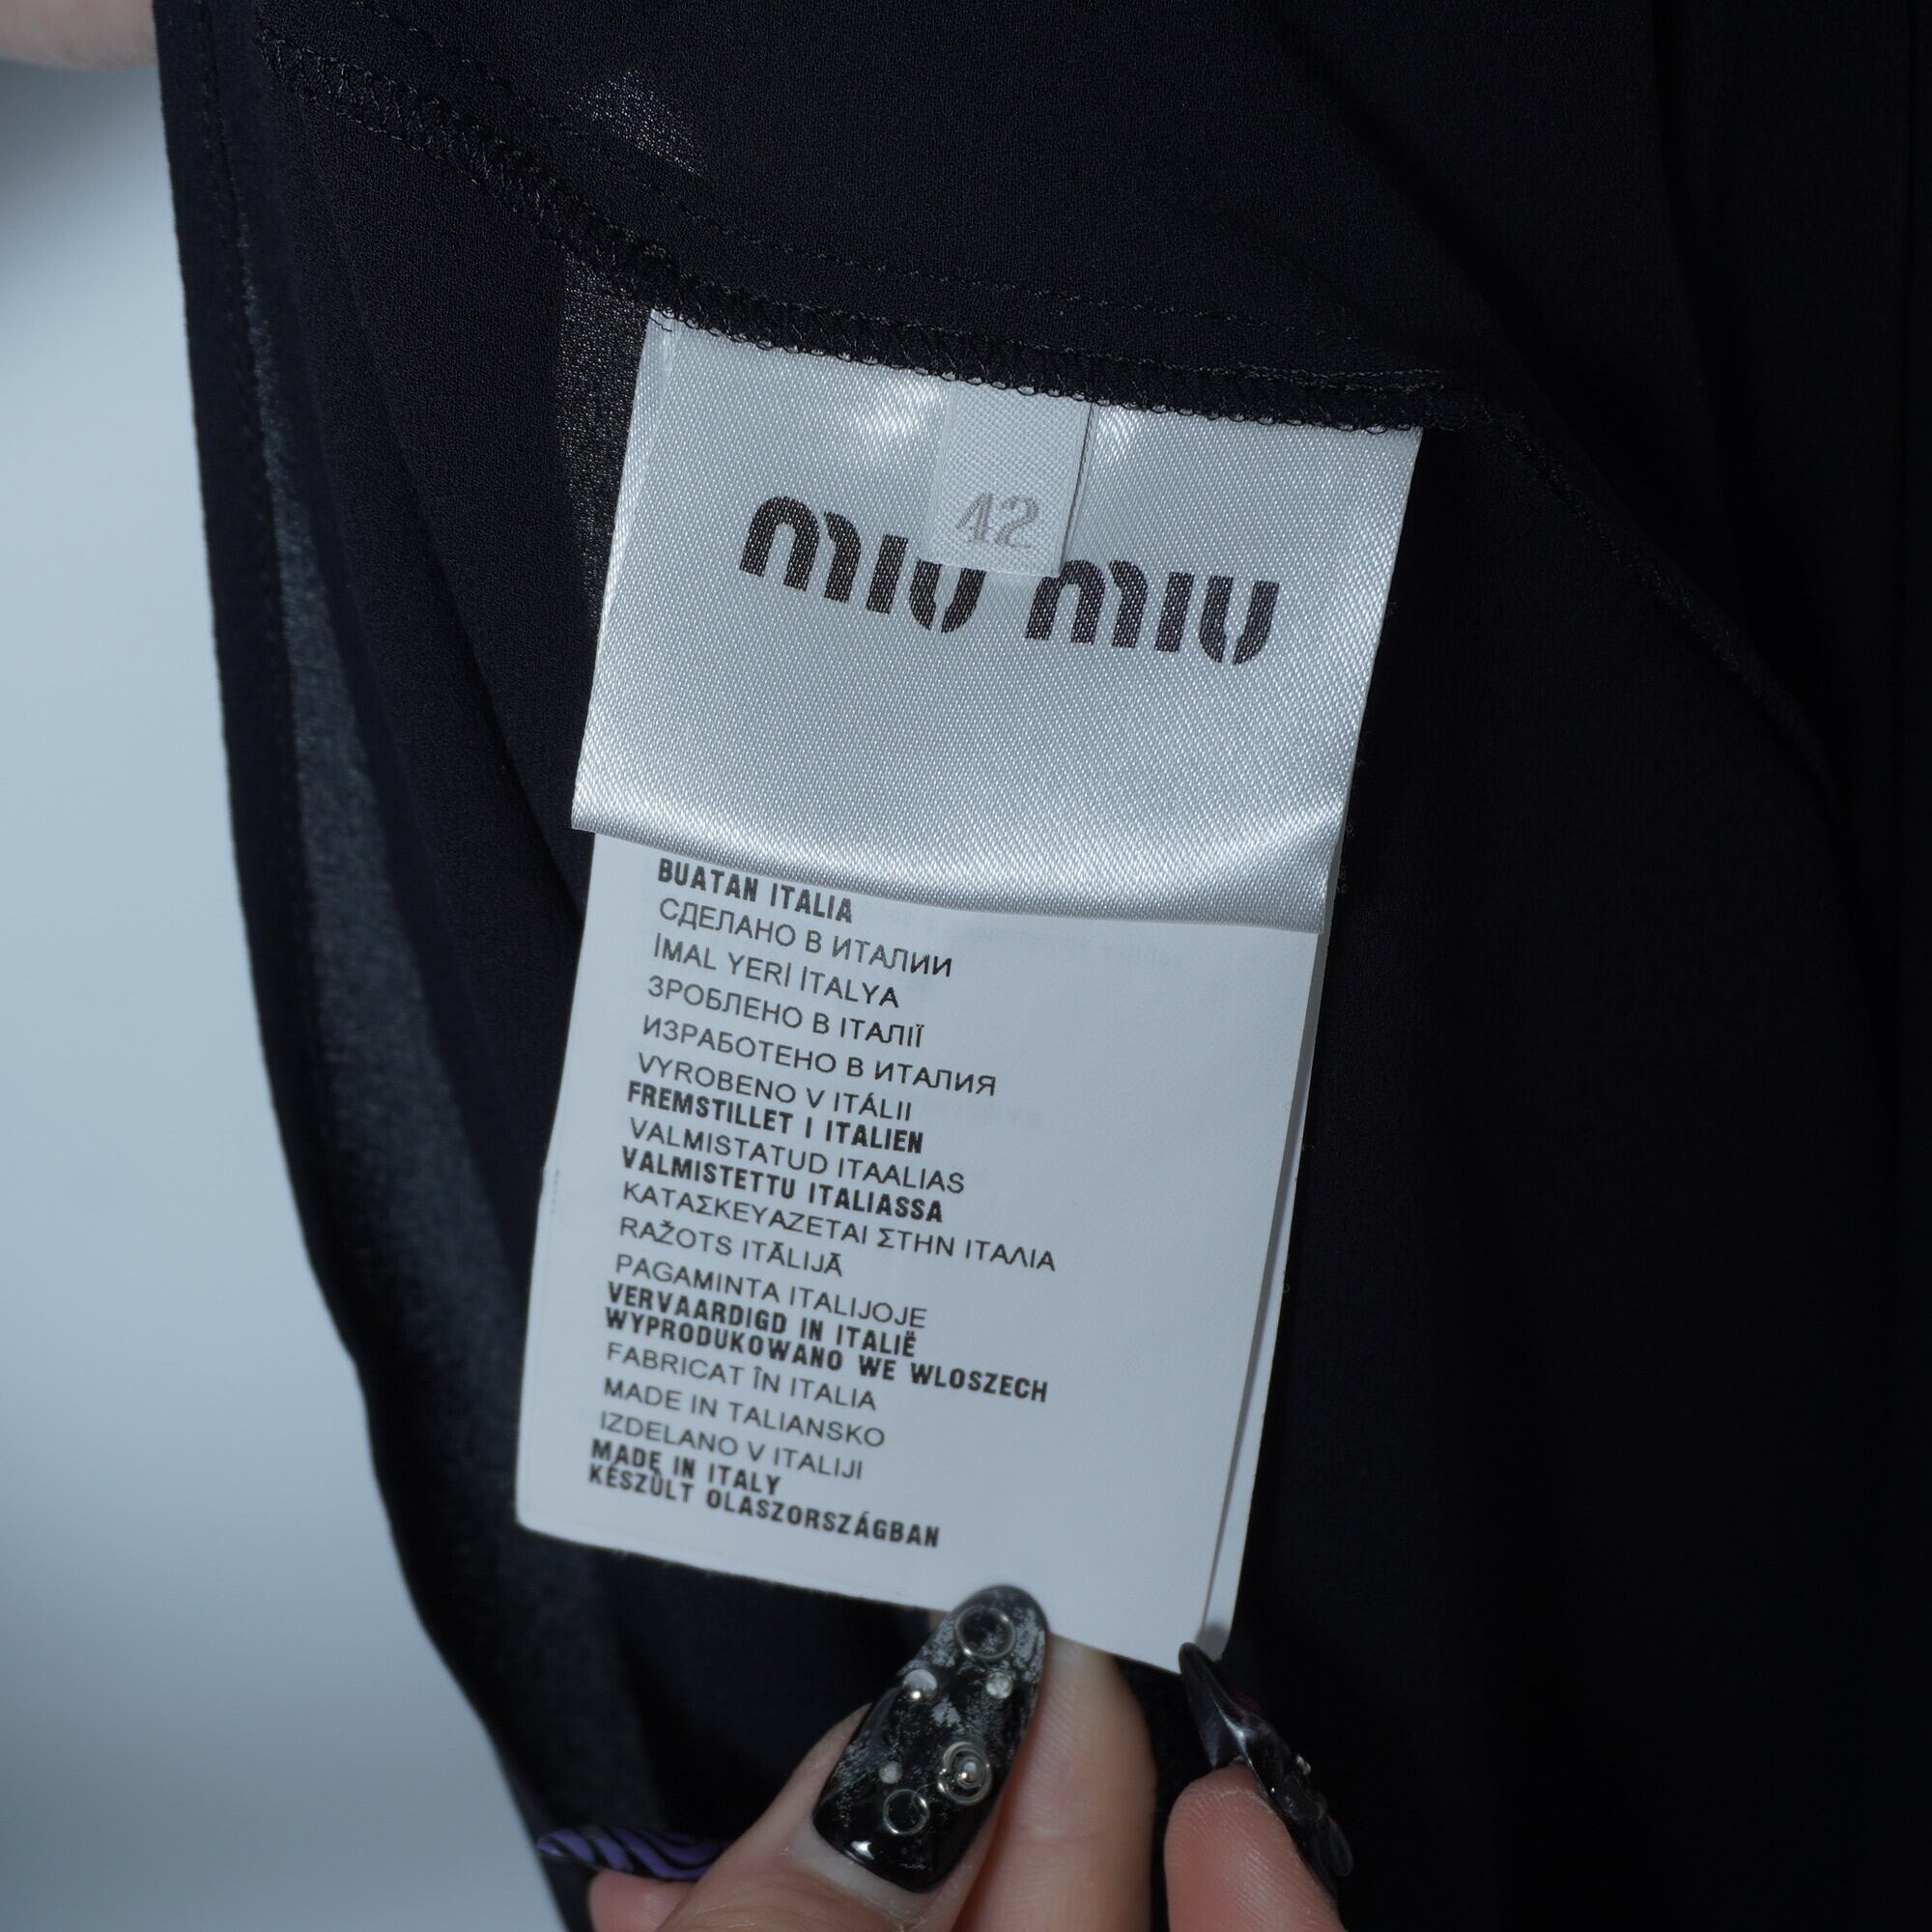 42
miu miu
BUATAN ITALIA
СДЕЛАНО В ИТАЛИИ
İMAL YERİ İTALYA
ЗРОБЛЕНО В ІТАЛІЇ
ИЗРАБОТЕНО В ИТАЛИЯ
VYROBENO V ITÁLII
FREMSTILLET I ITALIEN
VALMISTATUD ITAALIAS
VALMISTETTU ITALIASSA
ΚΑΤΑΣΚΕΥΑΖΕΤΑΙ ΣΤΗΝ ΙΤΑΛΙΑ
RAŽOTS ITĀLIJĀ
PAGAMINTA ITALIJOJE
VERVAARDIGD IN ITALIË
WYPRODUKOWANO WE WLOSZECH
FABRICAT ÎN ITALIA
MADE IN TALIANSKO
IZDELANO V ITALIJI
MADE IN ITALY
KÉSZÜLT OLASZORSZÁGBAN